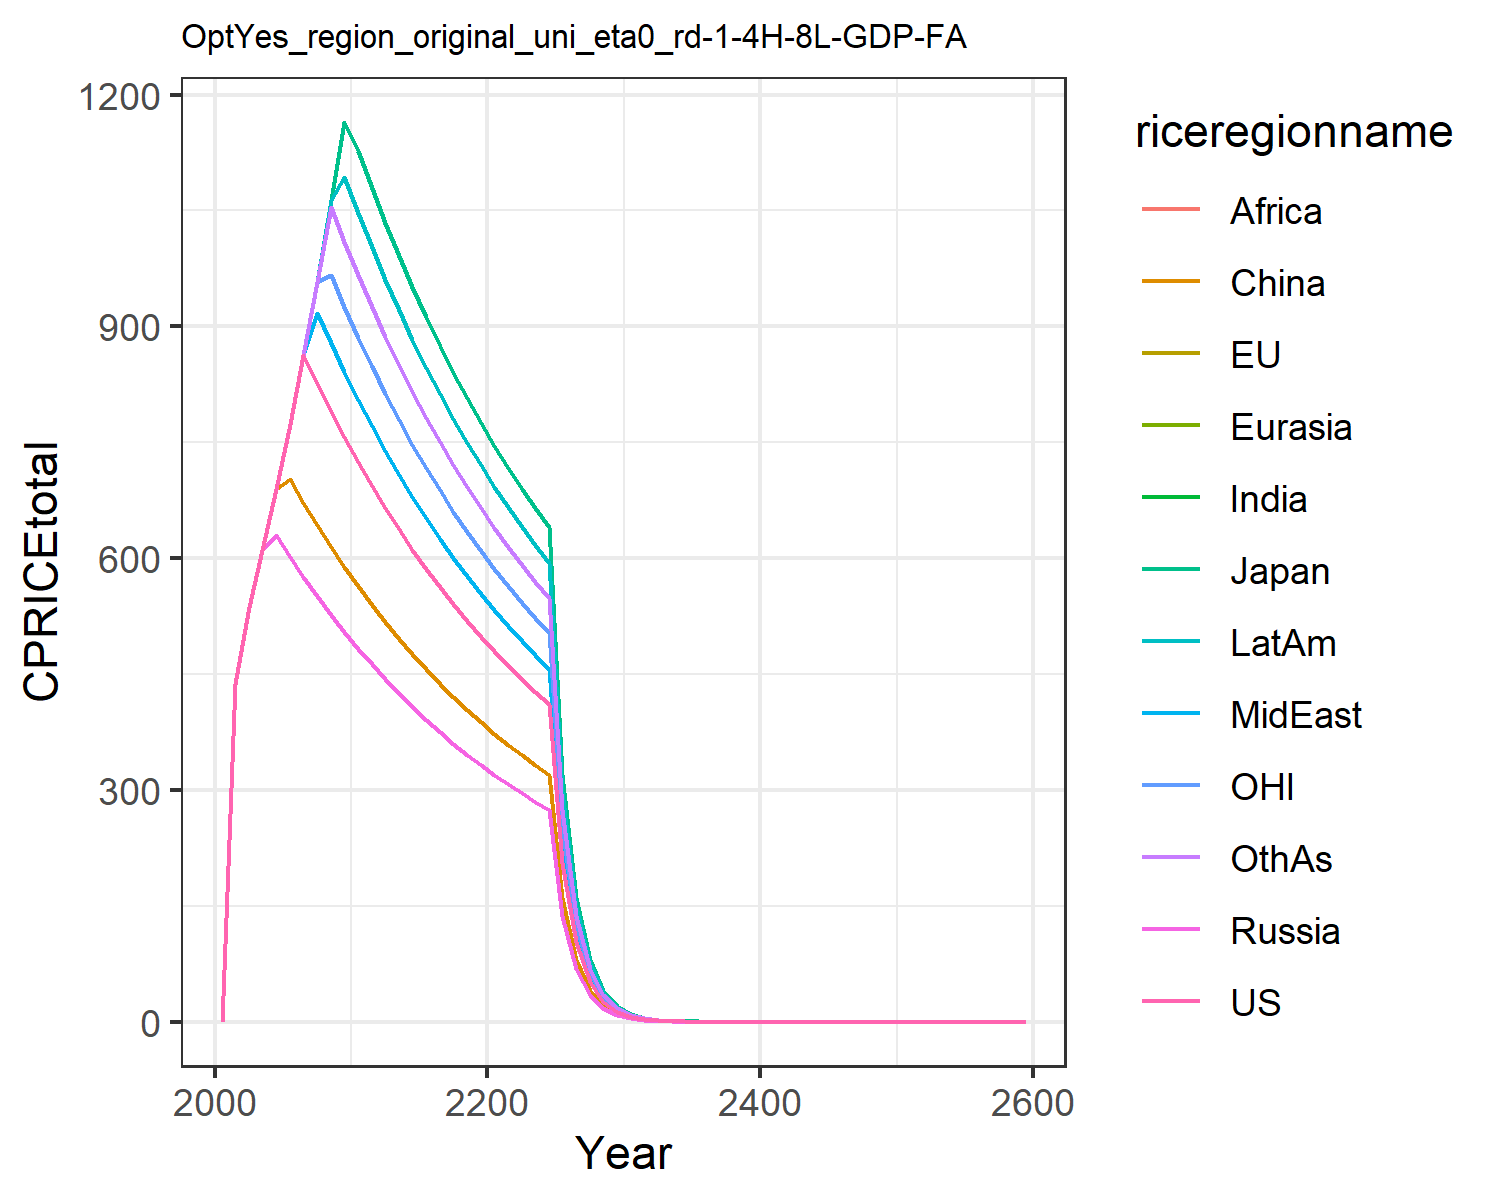 OptYes_region_original_uni_eta0_rd-1-4H-8L-GDP-FA
1200
900
600
300
0
CPRICEtotal
2000 2200 2400 2600
Year
riceregionname
Africa
China
EU
Eurasia
India
Japan
LatAm
MidEast
OHI
OthAs
Russia
US